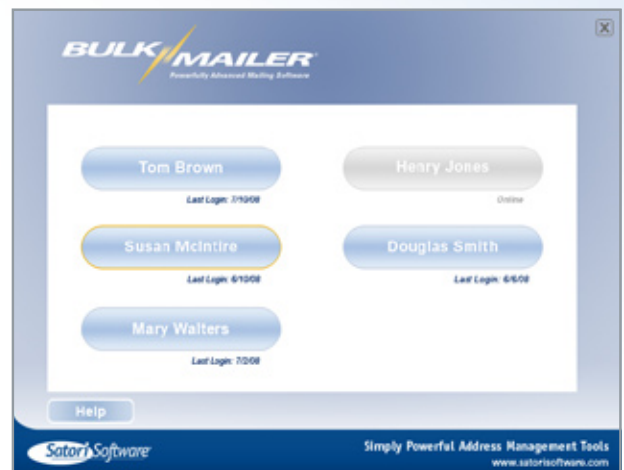 BULK MAILER
Powerfully Advanced Mailing Software
Tom Brown
Last Login: 7/10/08
Henry Jones
Online
Susan McIntire
Last Login: 6/10/08
Douglas Smith
Last Login: 6/6/08
Mary Walters
Last Login: 7/2/08
Help
Satori Software
Simply Powerful Address Management Tools
www.satorisoftware.com